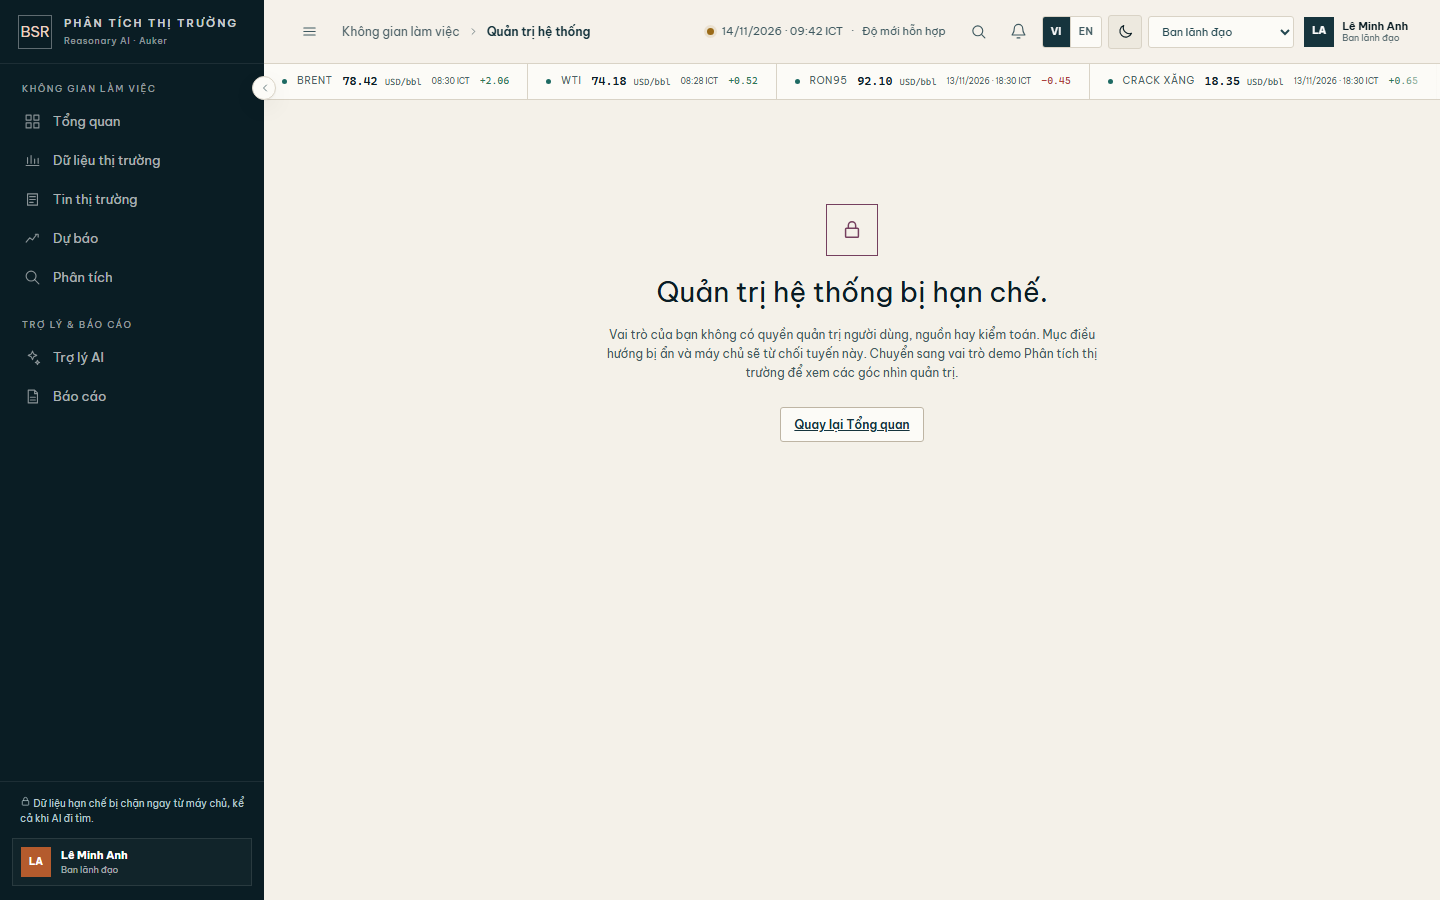 BSR
PHÂN TÍCH THỊ TRƯỜNG
Reasonary AI · Auker
KHÔNG GIAN LÀM VIỆC
Tổng quan
Dữ liệu thị trường
Tin thị trường
Dự báo
Phân tích
TRỢ LÝ & BÁO CÁO
Trợ lý AI
Báo cáo
Dữ liệu hạn chế bị chặn ngay từ máy chủ, kể
cả khi AI đi tìm.
LA
Lê Minh Anh
Ban lãnh đạo
Không gian làm việc › Quản trị hệ thống
14/11/2026 · 09:42 ICT · Độ mới hỗn hợp
VI EN
Ban lãnh đạo
LA
Lê Minh Anh
Ban lãnh đạo
BRENT 78.42 USD/bbl 08:30 ICT +2.06
WTI 74.18 USD/bbl 08:28 ICT +0.52
RON95 92.10 USD/bbl 13/11/2026 · 18:30 ICT −0.45
CRACK XĂNG 18.35 USD/bbl 13/11/2026 · 18:30 ICT +0.65
Quản trị hệ thống bị hạn chế.
Vai trò của bạn không có quyền quản trị người dùng, nguồn hay kiểm toán. Mục điều
hướng bị ẩn và máy chủ sẽ từ chối tuyến này. Chuyển sang vai trò demo Phân tích thị
trường để xem các góc nhìn quản trị.
Quay lại Tổng quan